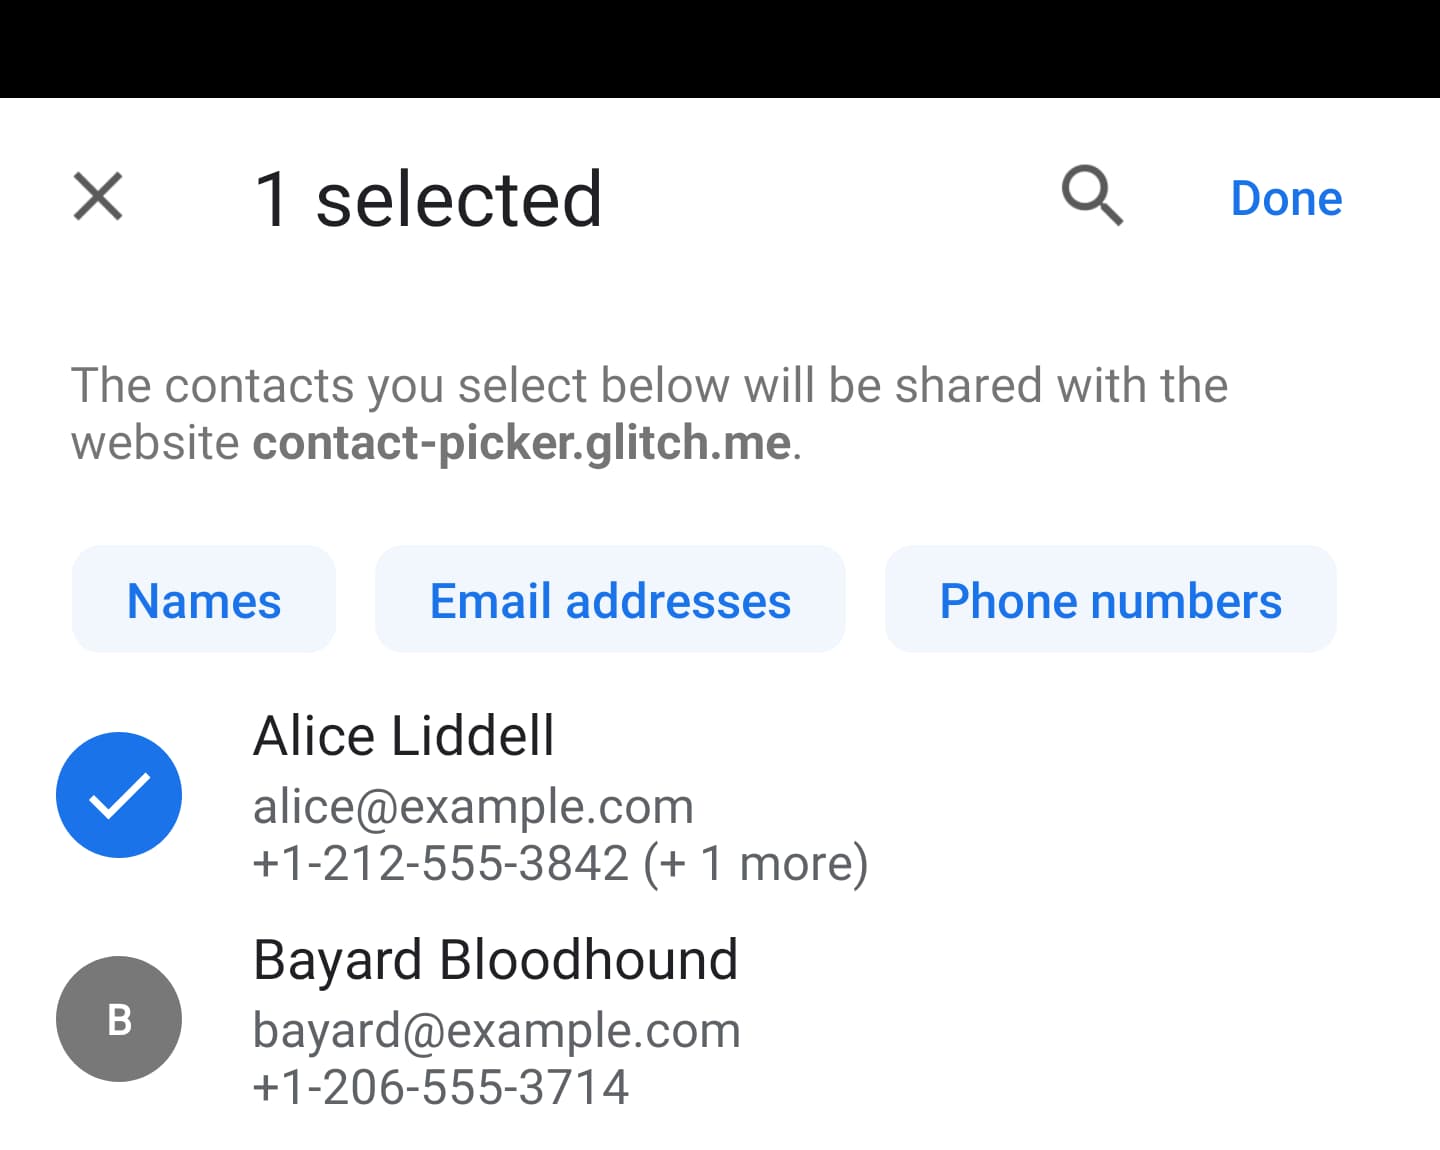 1 selected
Done
The contacts you select below will be shared with the
website contact-picker.glitch.me.
Names
Email addresses
Phone numbers
Alice Liddell
alice@example.com
+1-212-555-3842 (+ 1 more)
B
Bayard Bloodhound
bayard@example.com
+1-206-555-3714